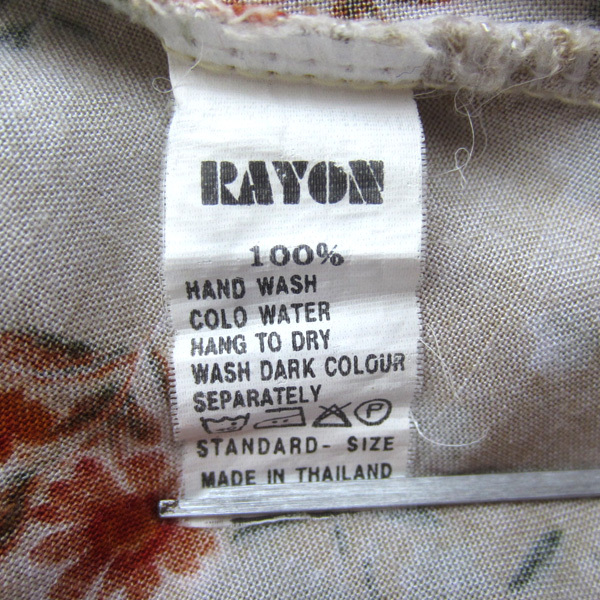 RAYON
100%
HAND WASH
COLO WATER
HANG TO DRY
WASH DARK COLOUR
SEPARATELY
P
STANDARD- SIZE
MADE IN THAILAND